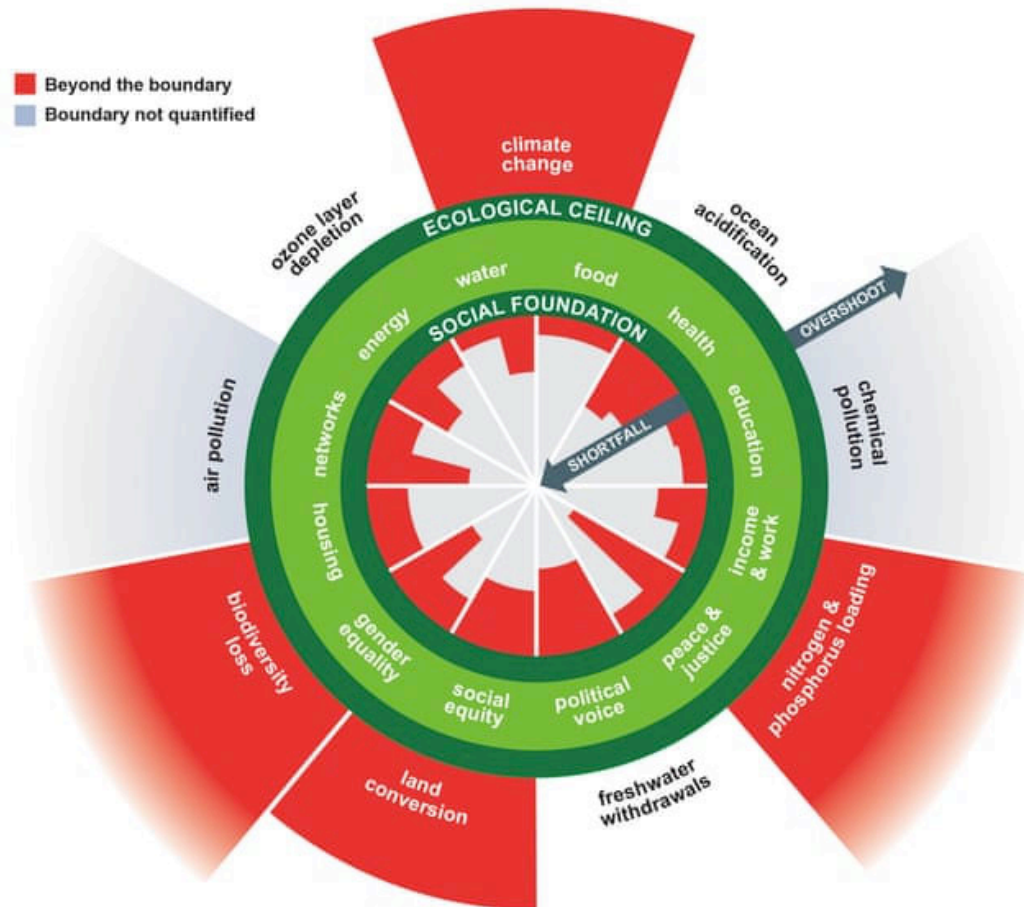 Beyond the boundary
Boundary not quantified
climate
change
ozone layer
depletion
ocean
acidification
ECOLOGICAL CEILING
OVERSHOOT
water
food
energy
health
SOCIAL FOUNDATION
networks
education
SHORTFALL
air pollution
chemical
pollution
housing
income
& work
gender
equality
peace &
justice
social
equity
political
voice
biodiversity
loss
nitrogen &
phosphorus loading
land
conversion
freshwater
withdrawals